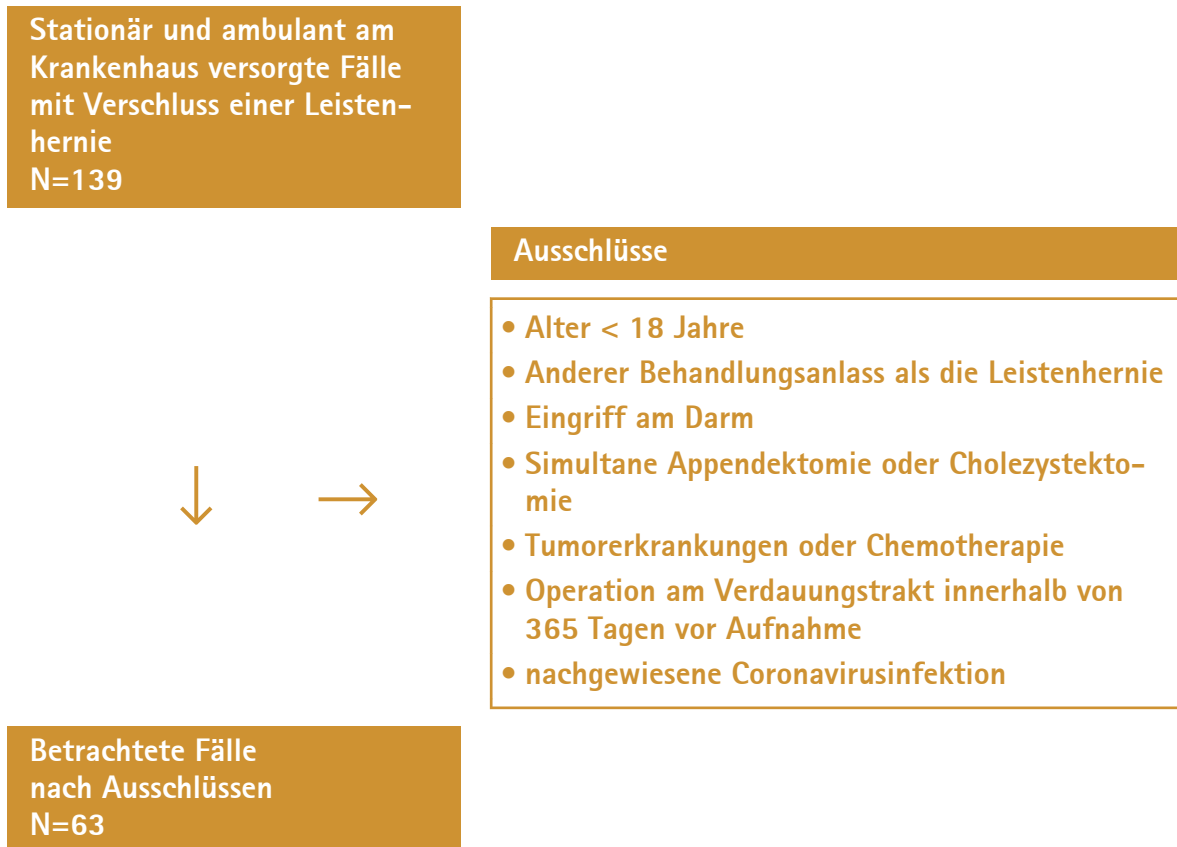 Stationär und ambulant am
Krankenhaus versorgte Fälle
mit Verschluss einer Leisten-
hernie
N=139
Ausschlüsse
• Alter < 18 Jahre
• Anderer Behandlungsanlass als die Leistenhernie
• Eingriff am Darm
• Simultane Appendektomie oder Cholezystekto-
mie
• Tumorerkrankungen oder Chemotherapie
• Operation am Verdauungstrakt innerhalb von
365 Tagen vor Aufnahme
• nachgewiesene Coronavirusinfektion
Betrachtete Fälle
nach Ausschlüssen
N=63